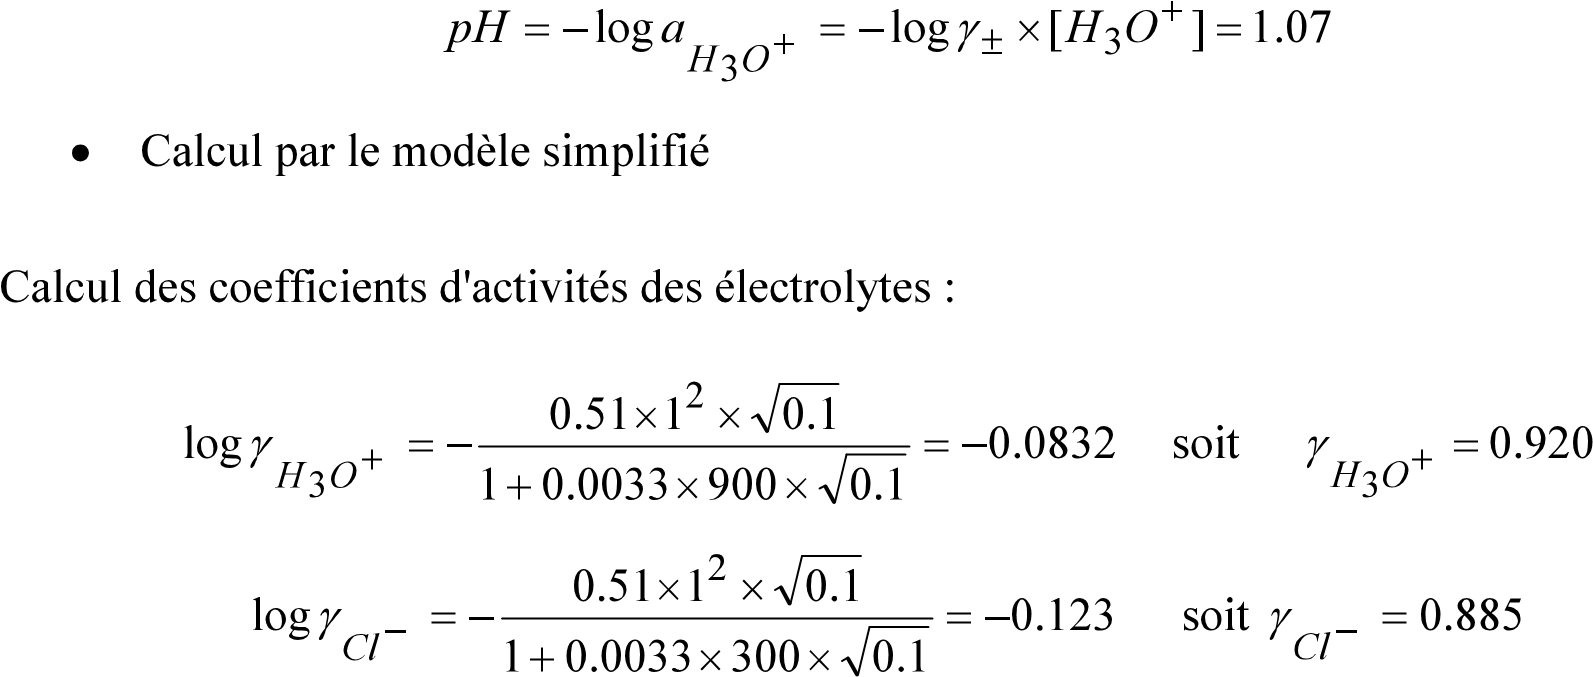 pH = −log a_{H₃O⁺} = −log γ_± × [H₃O⁺] = 1.07
• Calcul par le modèle simplifié
Calcul des coefficients d'activités des électrolytes :
log γ_{H₃O⁺} = −\frac{0.51×1² × √0.1}{1 + 0.0033 × 900 × √0.1} = −0.0832 soit γ_{H₃O⁺} = 0.920
log γ_{Cl⁻} = −\frac{0.51×1² × √0.1}{1 + 0.0033 × 300 × √0.1} = −0.123 soit γ_{Cl⁻} = 0.885